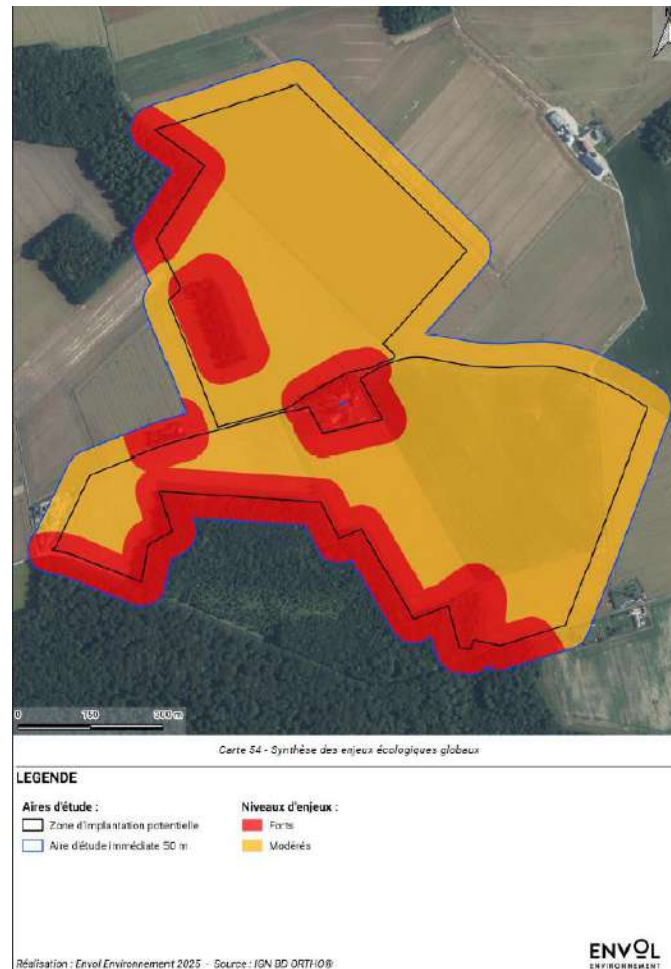 0 150 300 m
Carte 54 - Synthèse des enjeux écologiques globaux
LEGENDE
Aires d'étude :
Niveaux d'enjeux :
Zone d'implantation potentielle
Forts
Aire d'étude immédiate 50 m
Modérés
Réalisation : Envol Environnement 2025 - Source : IGN BD ORTHO®
ENVOL
ENVIRONNEMENT